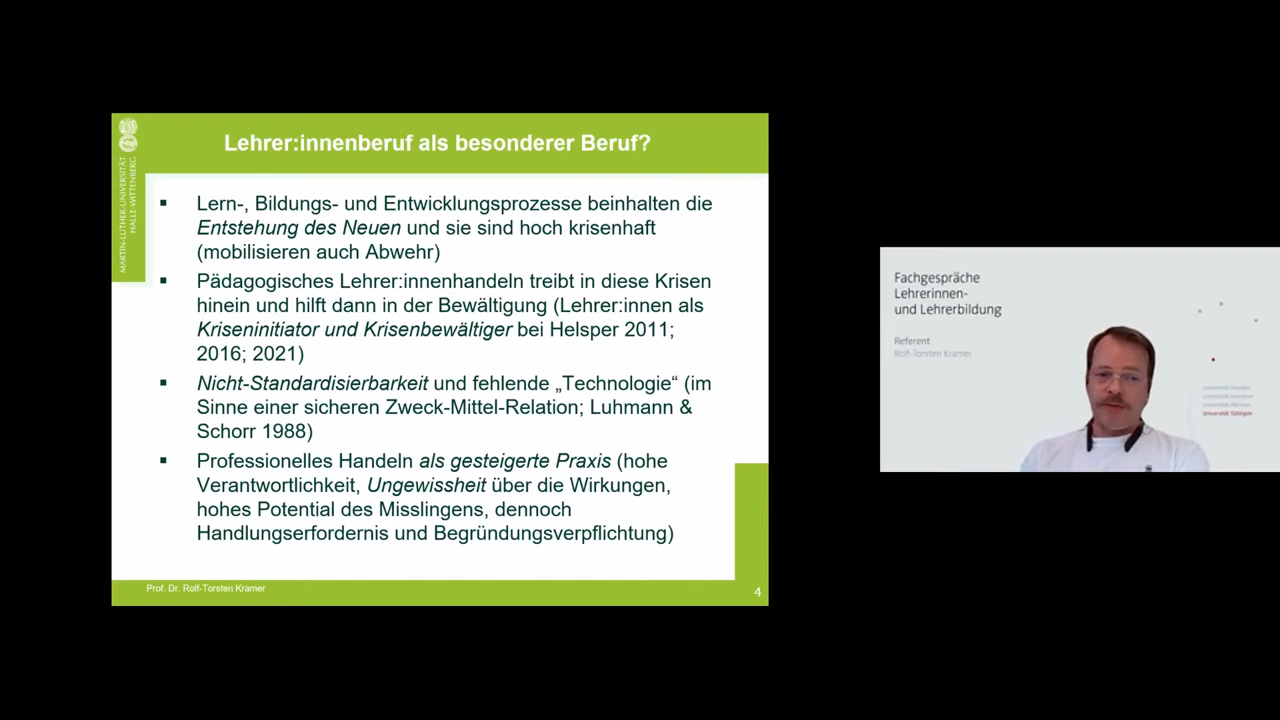 Lehrer:innenberuf als besonderer Beruf?
MARTIN-LUTHER-UNIVERSITÄT
HALLE-WITTENBERG
▪ Lern-, Bildungs- und Entwicklungsprozesse beinhalten die
Entstehung des Neuen und sie sind hoch krisenhaft
(mobilisieren auch Abwehr)
▪ Pädagogisches Lehrer:innenhandeln treibt in diese Krisen
hinein und hilft dann in der Bewältigung (Lehrer:innen als
Kriseninitiator und Krisenbewältiger bei Helsper 2011;
2016; 2021)
▪ Nicht-Standardisierbarkeit und fehlende „Technologie“ (im
Sinne einer sicheren Zweck-Mittel-Relation; Luhmann &
Schorr 1988)
▪ Professionelles Handeln als gesteigerte Praxis (hohe
Verantwortlichkeit, Ungewissheit über die Wirkungen,
hohes Potential des Misslingens, dennoch
Handlungserfordernis und Begründungsverpflichtung)
Prof. Dr. Rolf-Torsten Kramer
4
Fachgespräche
Lehrerinnen-
und Lehrerbildung
Referent
Rolf-Torsten Kramer
Universität Tübingen